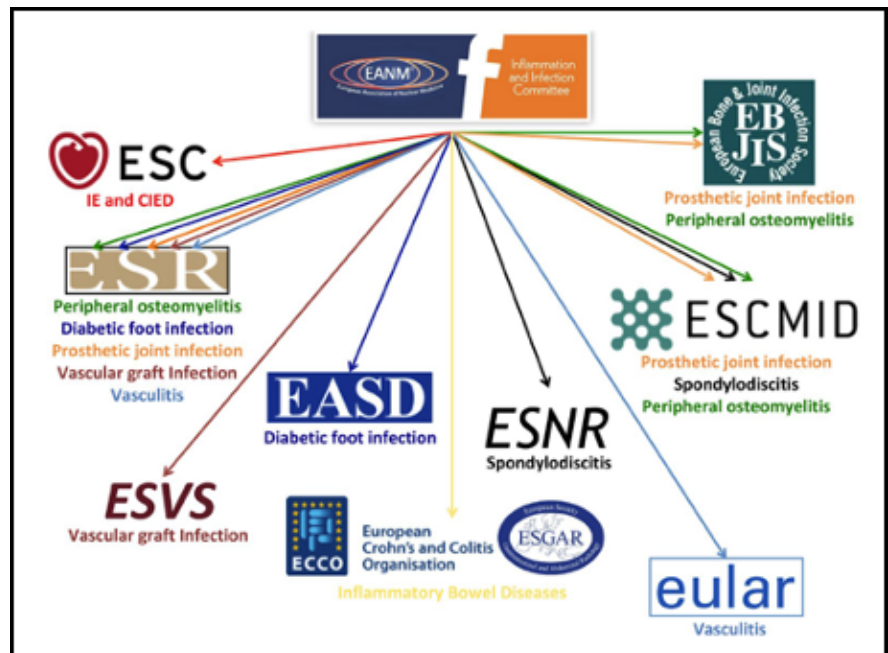 EANM
European Association of Nuclear Medicine
Inflammation
and Infection
Committee
ESC
IE and CIED
European Bone & Joint Infection Society
EB
JIS
Prosthetic joint infection
Peripheral osteomyelitis
ESR
Peripheral osteomyelitis
Diabetic foot infection
Prosthetic joint infection
Vascular graft Infection
Vasculitis
ESCMID
Prosthetic joint infection
Spondylodiscitis
Peripheral osteomyelitis
EASD
Diabetic foot infection
ESNR
Spondylodiscitis
ESVS
Vascular graft Infection
ECCO
European
Crohn's and Colitis
Organisation
European Society
ESGAR
Inflammatory Bowel Diseases
eular
Vasculitis